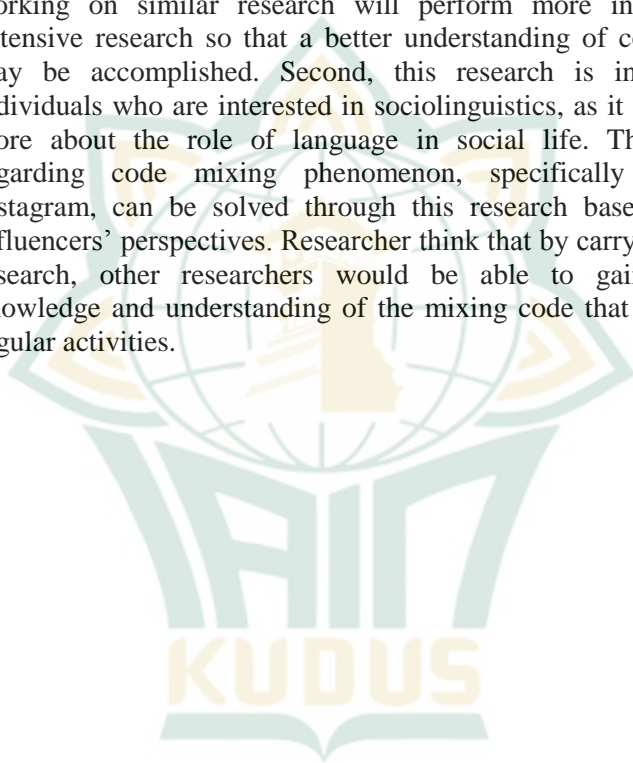 orking on similar research will perform more in
tensive research so that a better understanding of co
ay be accomplished. Second, this research is in
dividuals who are interested in sociolinguistics, as it
ore about the role of language in social life. Th
garding code mixing phenomenon, specifically
stagram, can be solved through this research base
fluencers' perspectives. Researcher think that by carry
search, other researchers would be able to gai
nowledge and understanding of the mixing code that
gular activities.
IAIN
KUDUS